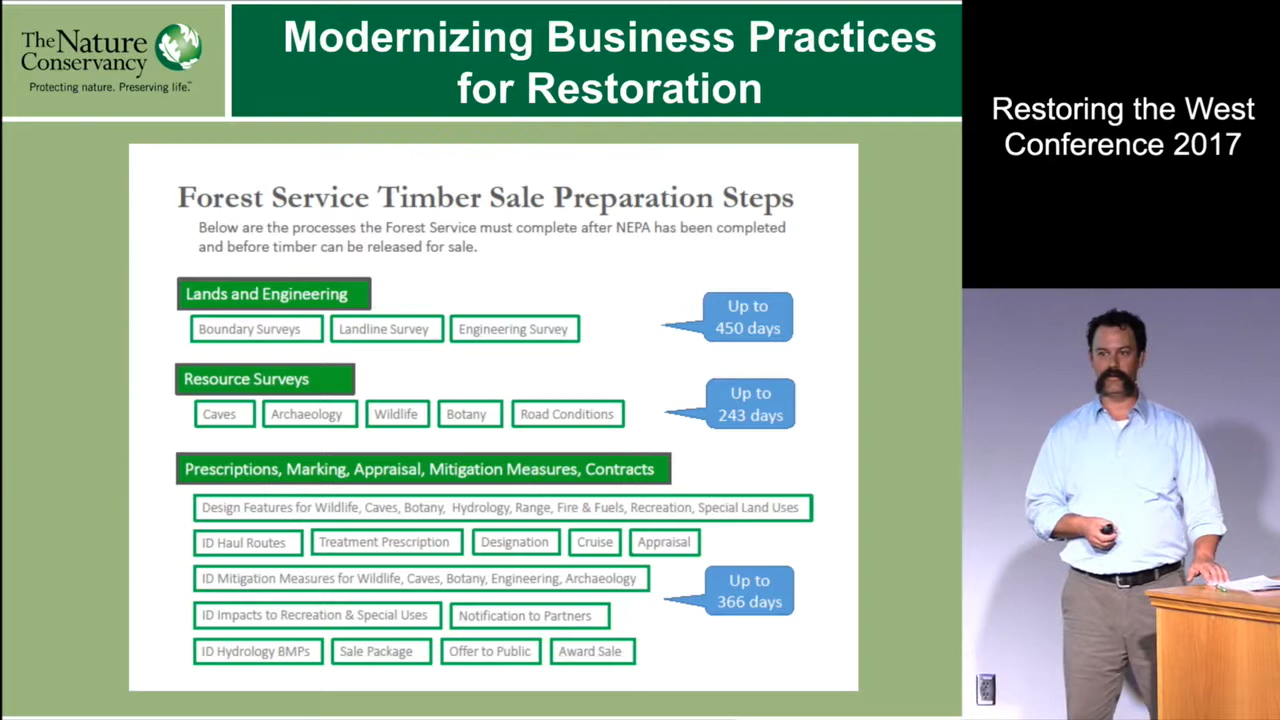 The Nature
Conservancy
Protecting nature. Preserving life.™
Modernizing Business Practices
for Restoration
Restoring the West
Conference 2017
Forest Service Timber Sale Preparation Steps
Below are the processes the Forest Service must complete after NEPA has been completed
and before timber can be released for sale.
Lands and Engineering
Boundary Surveys
Landline Survey
Engineering Survey
Up to
450 days
Resource Surveys
Caves
Archaeology
Wildlife
Botany
Road Conditions
Up to
243 days
Prescriptions, Marking, Appraisal, Mitigation Measures, Contracts
Design Features for Wildlife, Caves, Botany, Hydrology, Range, Fire & Fuels, Recreation, Special Land Uses
ID Haul Routes
Treatment Prescription
Designation
Cruise
Appraisal
ID Mitigation Measures for Wildlife, Caves, Botany, Engineering, Archaeology
Up to
366 days
ID Impacts to Recreation & Special Uses
Notification to Partners
ID Hydrology BMPs
Sale Package
Offer to Public
Award Sale